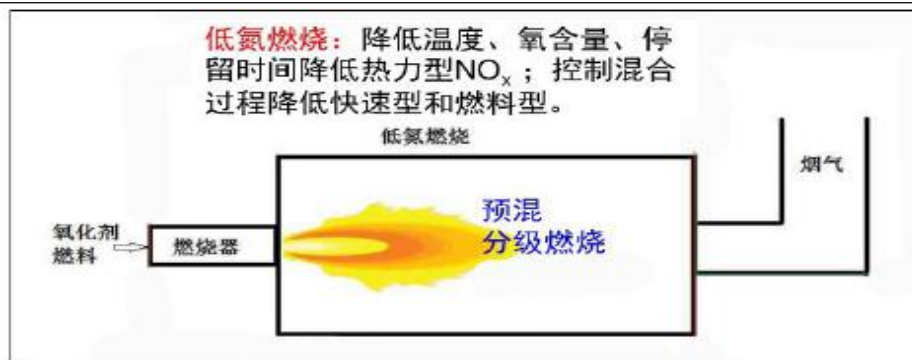 低氮燃烧：降低温度、氧含量、停
留时间降低热力型NOx；控制混合
过程降低快速型和燃料型。
低氮燃烧
烟气
预混
分级燃烧
氧化剂
燃料
燃烧器